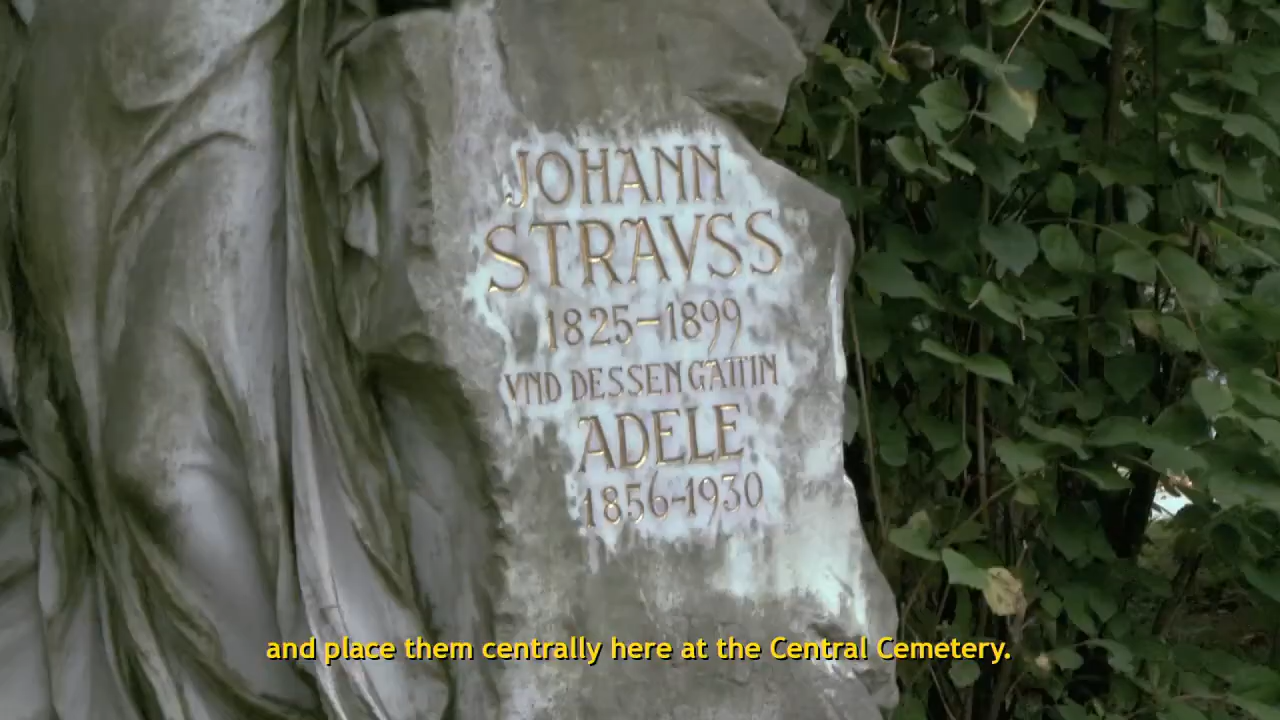 JOHANN
STRAVSS
1825–1899
VND DESSEN GATTIN
ADELE
1856–1930
and place them centrally here at the Central Cemetery.